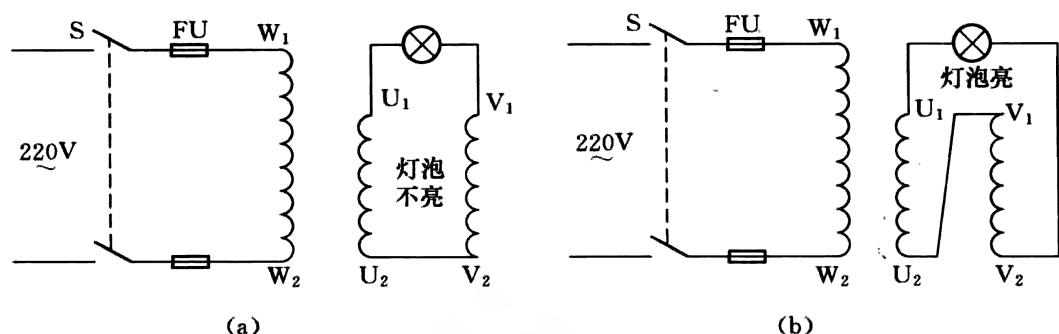 S FU W₁
U₁ V₁
220V
~
灯泡
不亮
U₂ V₂
W₂
(a)
S FU W₁
灯泡亮
U₁ V₁
220V
~
U₂ V₂
W₂
(b)